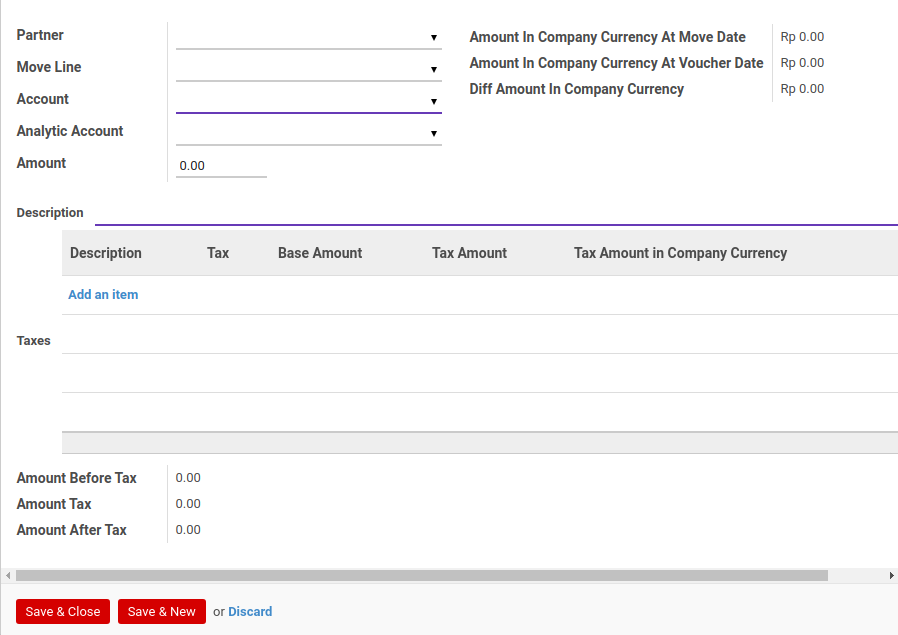 Partner
Move Line
Account
Analytic Account
Amount 0.00
Amount In Company Currency At Move Date Rp 0.00
Amount In Company Currency At Voucher Date Rp 0.00
Diff Amount In Company Currency Rp 0.00
Description
Description Tax Base Amount Tax Amount Tax Amount in Company Currency
Add an item
Taxes
Amount Before Tax 0.00
Amount Tax 0.00
Amount After Tax 0.00
Save & Close Save & New or Discard